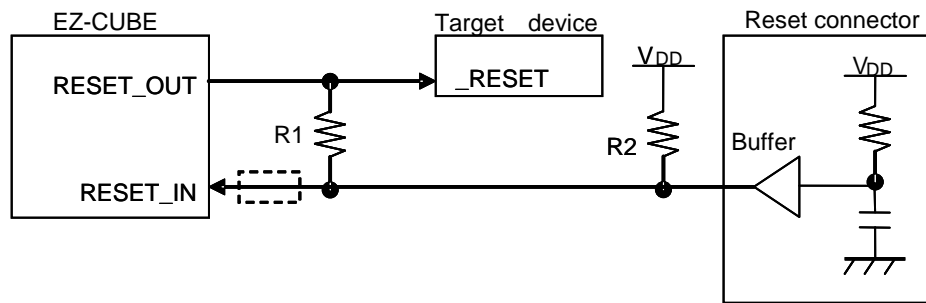 EZ-CUBE
Target device
Reset connector
RESET_OUT
_RESET
VDD
VDD
R1
R2
Buffer
RESET_IN